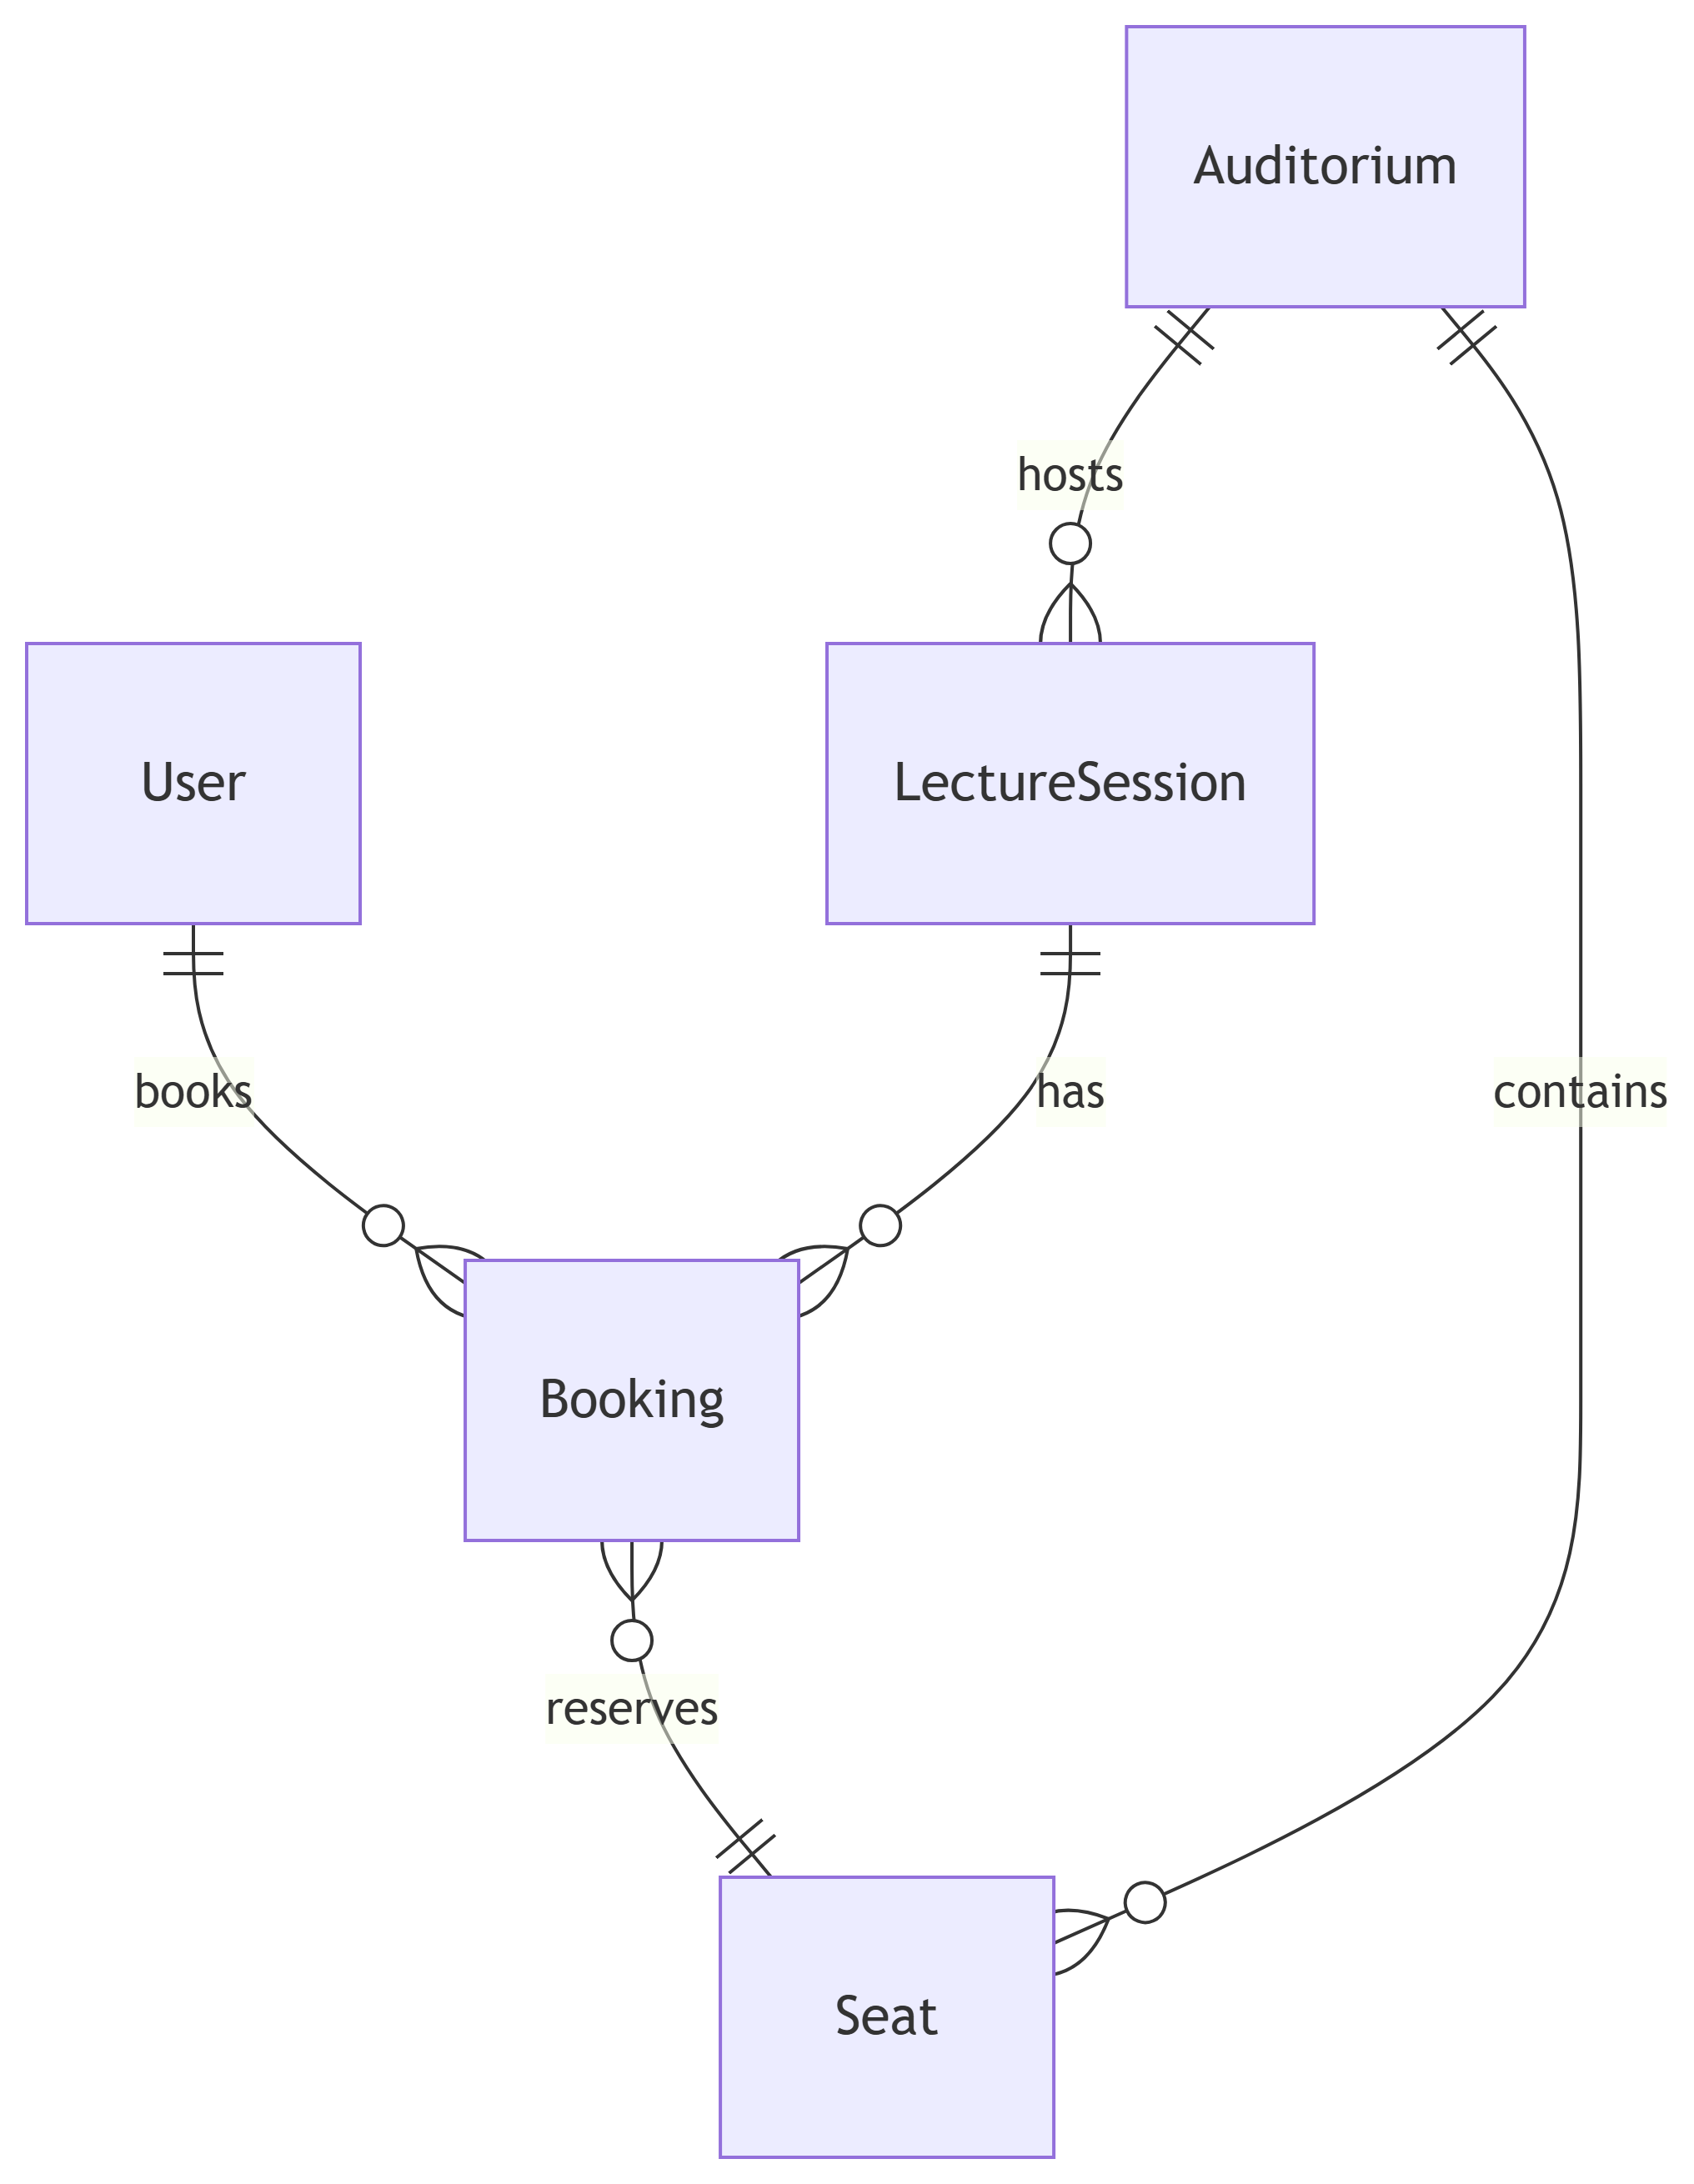 Auditorium
hosts
User
LectureSession
books
has
contains
Booking
reserves
Seat